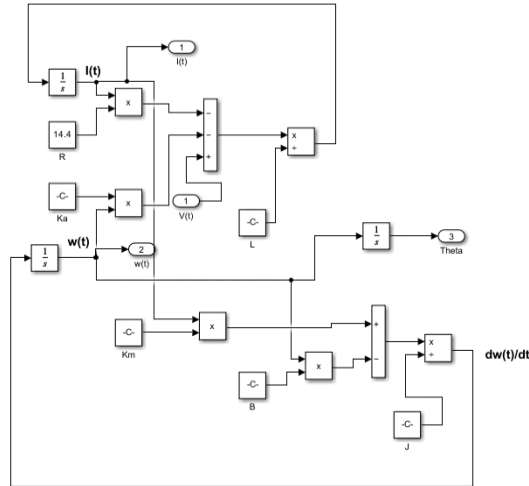 1
I(t)
I(t)
1
s
x
14.4
R
−
−
+
x
÷
-C-
Ka
x
1
V(t)
-C-
L
w(t)
1
s
2
w(t)
1
s
3
Theta
-C-
Km
x
+
−
x
÷
dw(t)/dt
-C-
B
x
-C-
J